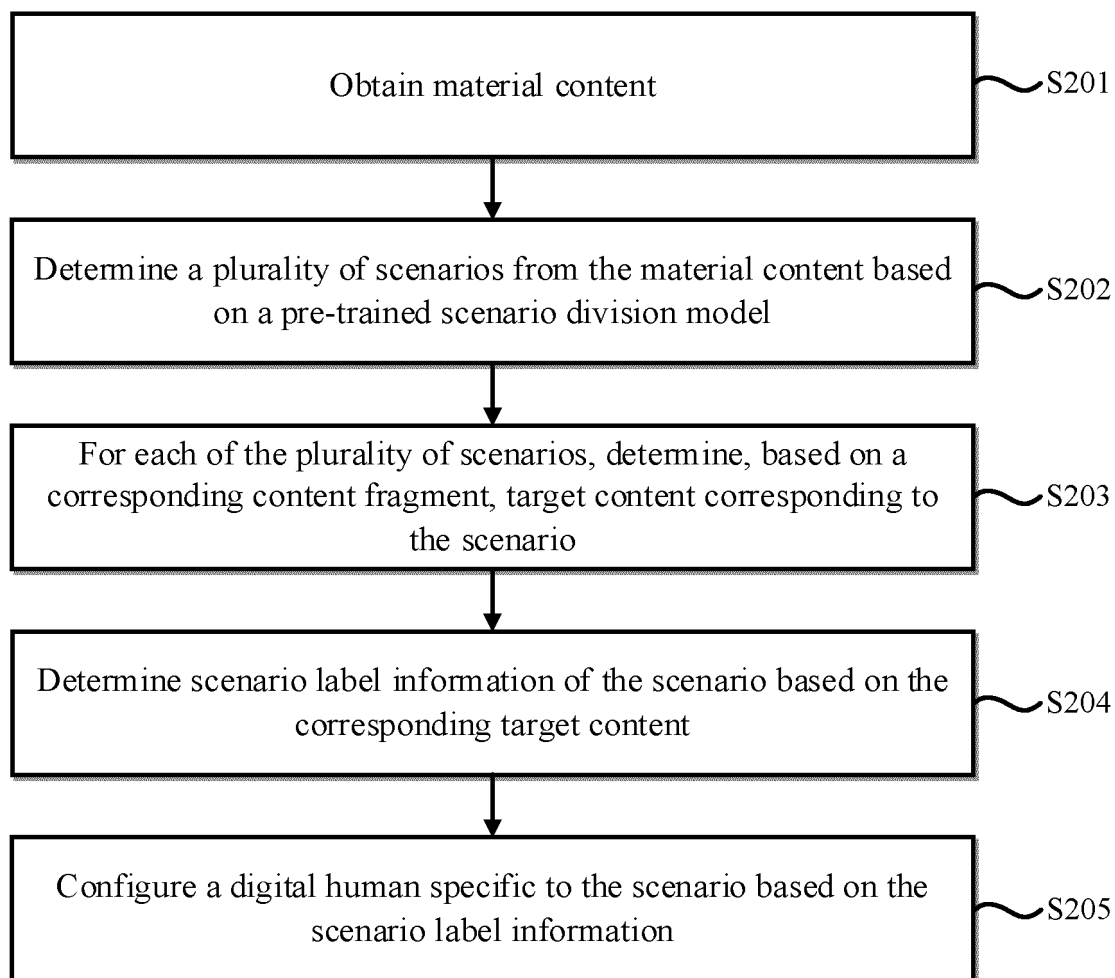 Obtain material content
S201
Determine a plurality of scenarios from the material content based
on a pre-trained scenario division model
S202
For each of the plurality of scenarios, determine, based on a
corresponding content fragment, target content corresponding to
the scenario
S203
Determine scenario label information of the scenario based on the
corresponding target content
S204
Configure a digital human specific to the scenario based on the
scenario label information
S205